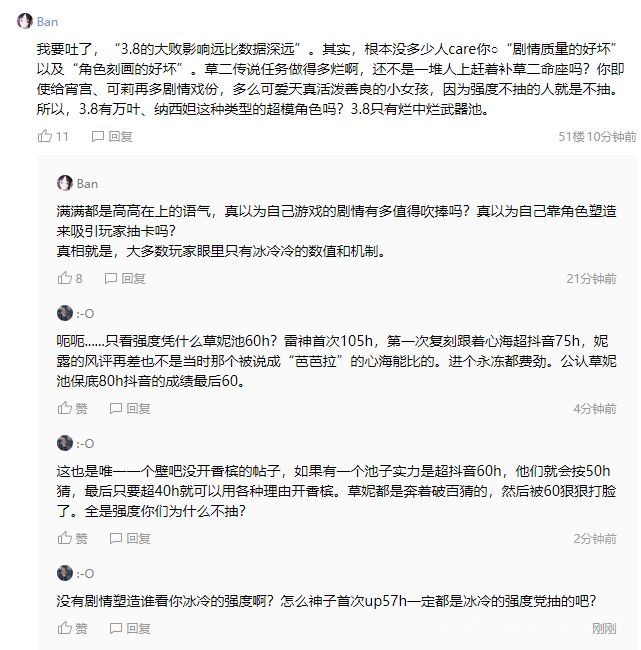 Ban
我要吐了，“3.8的大败影响远比数据深远”。其实，根本没多少人care你○“剧情质量的好坏”
以及“角色刻画的好坏”。草二传说任务做得多烂啊，还不是一堆人上赶着补草二命座吗？你即
使给宵宫、可莉再多剧情戏份，多么可爱天真活泼善良的小女孩，因为强度不抽的人就是不抽。
所以，3.8有万叶、纳西妲这种类型的超模角色吗？3.8只有烂中烂武器池。
11 回复 51楼 10分钟前
Ban
满满都是高高在上的语气，真以为自己游戏的剧情有多值得吹捧吗？真以为自己靠角色塑造
来吸引玩家抽卡吗？
真相就是，大多数玩家眼里只有冰冷冷的数值和机制。
8 回复 21分钟前
:-O
呃呃......只看强度凭什么草妮池60h？雷神首次105h，第一次复刻跟着心海超抖音75h，妮
露的风评再差也不是当时那个被说成“芭芭拉”的心海能比的。进个永冻都费劲。公认草妮
池保底80h抖音的成绩最后60。
赞 回复 4分钟前
:-O
这也是唯一一个壁吧没开香槟的帖子，如果有一个池子实力是超抖音60h，他们就会按50h
猜，最后只要超40h就可以用各种理由开香槟。草妮都是奔着破百猜的，然后被60狠狠打脸
了。全是强度你们为什么不抽？
赞 回复 2分钟前
:-O
没有剧情塑造谁看你冰冷的强度啊？怎么神子首次up57h一定都是冰冷的强度党抽的吧？
赞 回复 刚刚